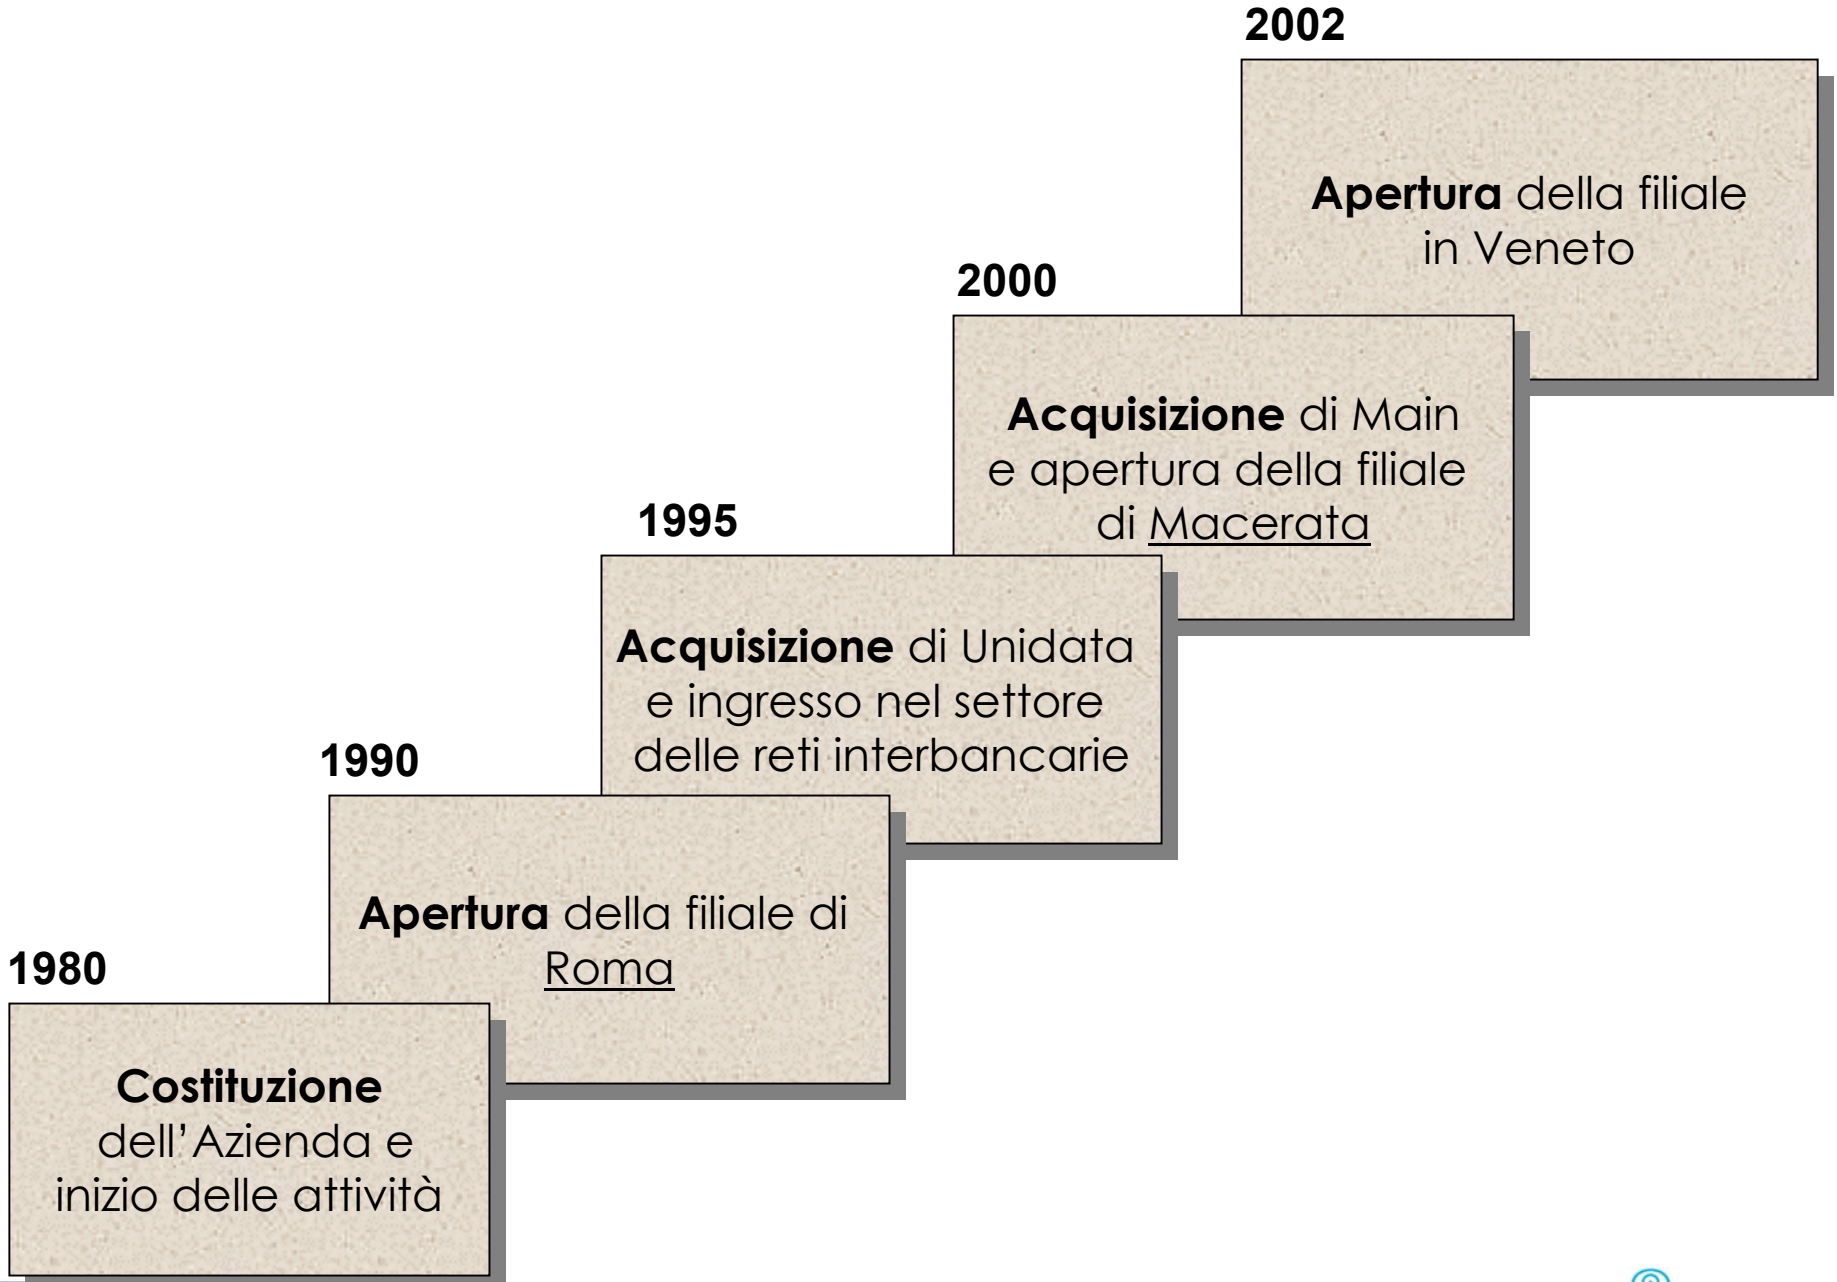 2002
Apertura della filiale
in Veneto
2000
Acquisizione di Main
e apertura della filiale
di Macerata
1995
Acquisizione di Unidata
e ingresso nel settore
delle reti interbancarie
1990
Apertura della filiale di
Roma
1980
Costituzione
dell’Azienda e
inizio delle attività